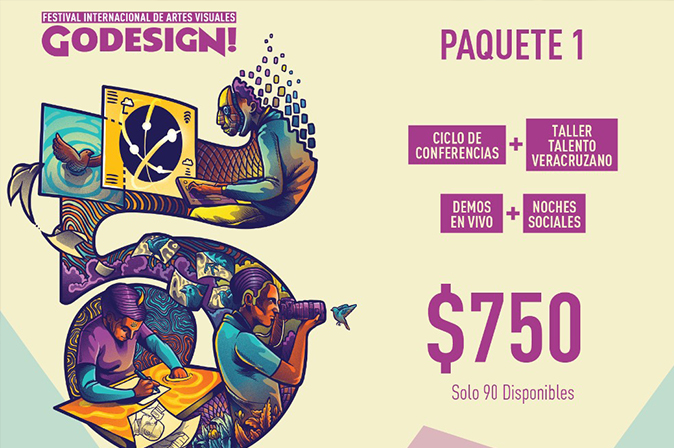 FESTIVAL INTERNACIONAL DE ARTES VISUALES
GODESIGN!
PAQUETE 1
CICLO DE
CONFERENCIAS
+
TALLER
TALENTO
VERACRUZANO
DEMOS
EN VIVO
+
NOCHES
SOCIALES
$750
Solo 90 Disponibles